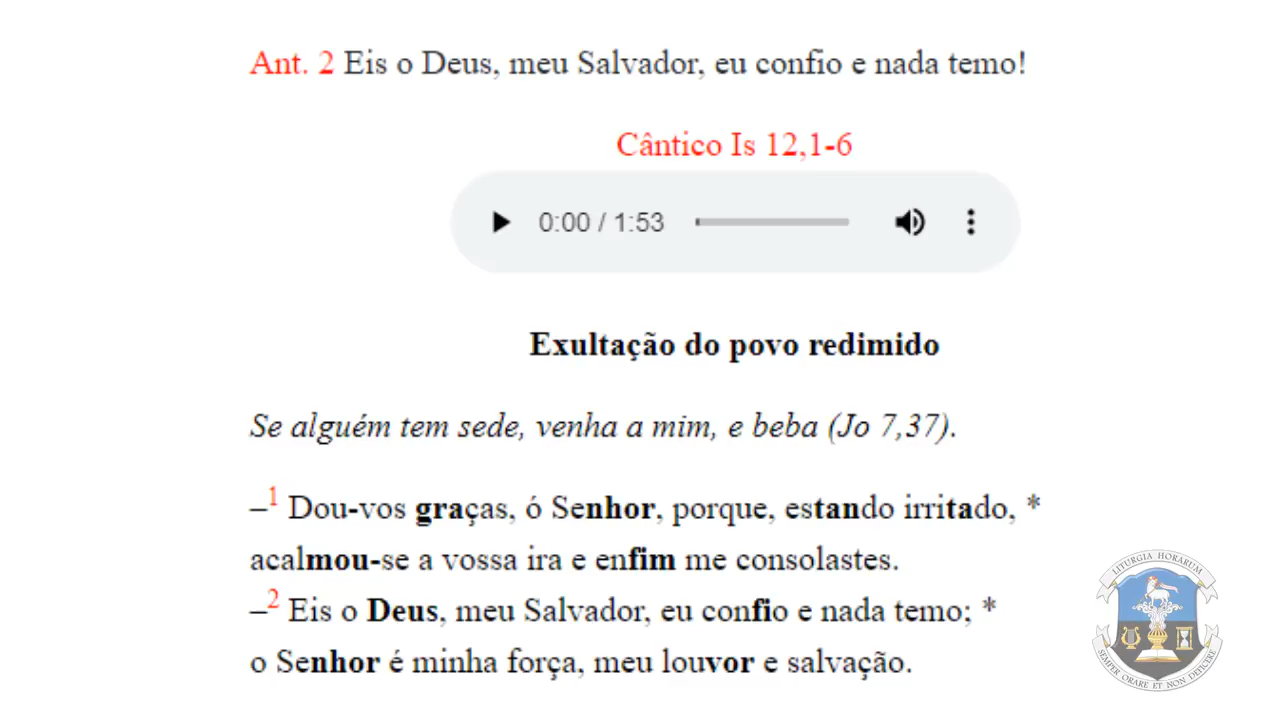 Ant. 2 Eis o Deus, meu Salvador, eu confio e nada temo!
Cântico Is 12,1-6
0:00 / 1:53
Exultação do povo redimido
Se alguém tem sede, venha a mim, e beba (Jo 7,37).
–1 Dou-vos graças, ó Senhor, porque, estando irritado, *
acalmou-se a vossa ira e enfim me consolastes.
–2 Eis o Deus, meu Salvador, eu confio e nada temo; *
o Senhor é minha força, meu louvor e salvação.
LITURGIA HORARUM
SEMPER ORARE ET NON DEFICERE